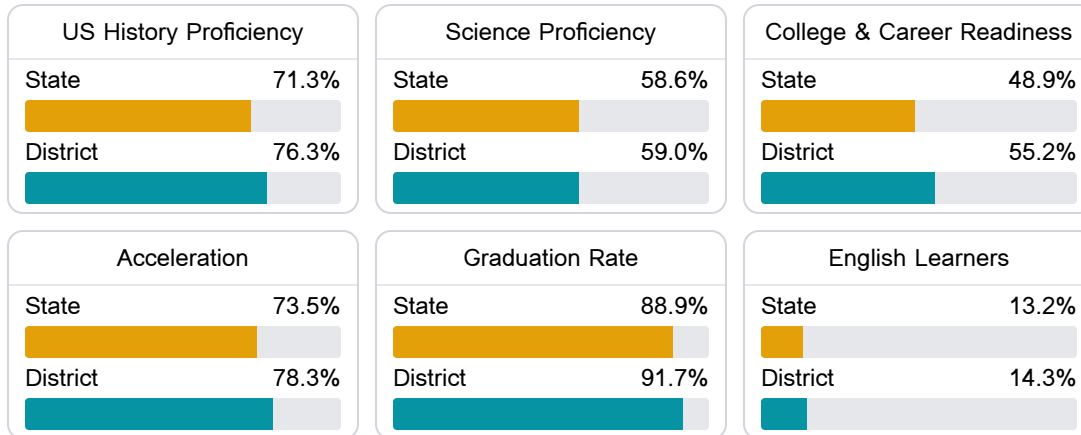 US History Proficiency
State 71.3%
District 76.3%
Science Proficiency
State 58.6%
District 59.0%
College & Career Readiness
State 48.9%
District 55.2%
Acceleration
State 73.5%
District 78.3%
Graduation Rate
State 88.9%
District 91.7%
English Learners
State 13.2%
District 14.3%